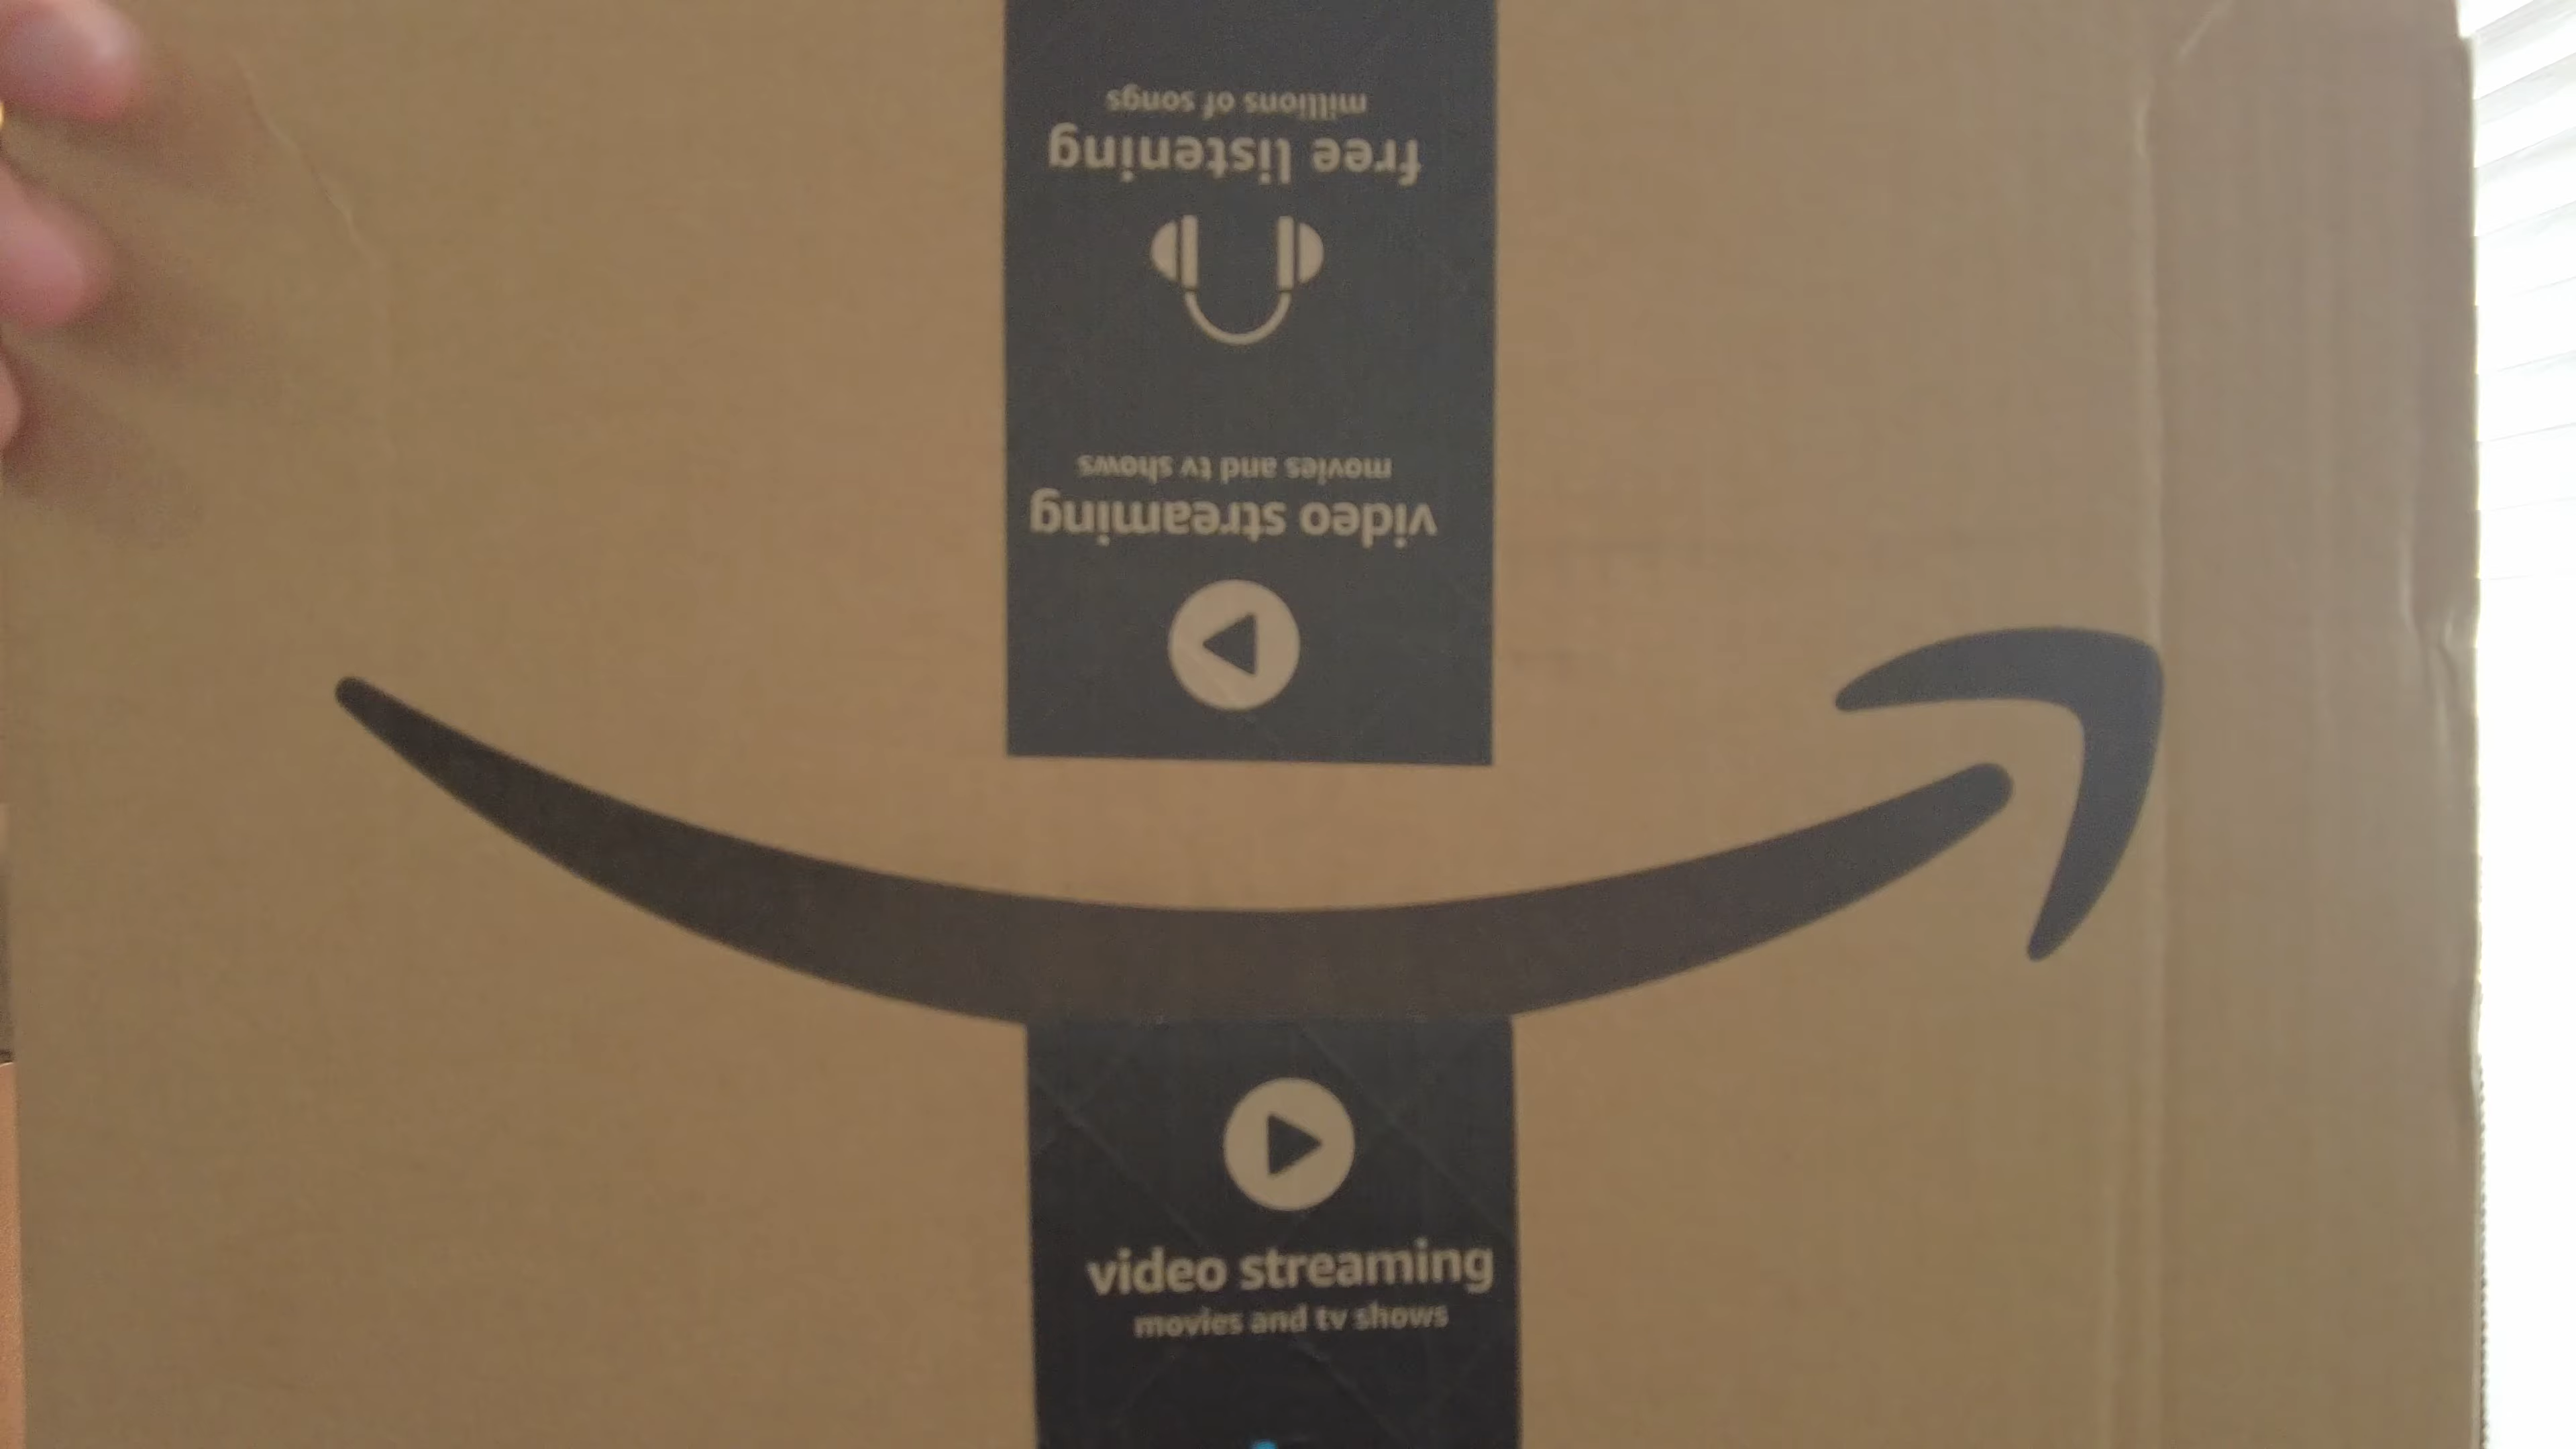 millions of songs
free listening
movies and tv shows
video streaming
video streaming
movies and tv shows